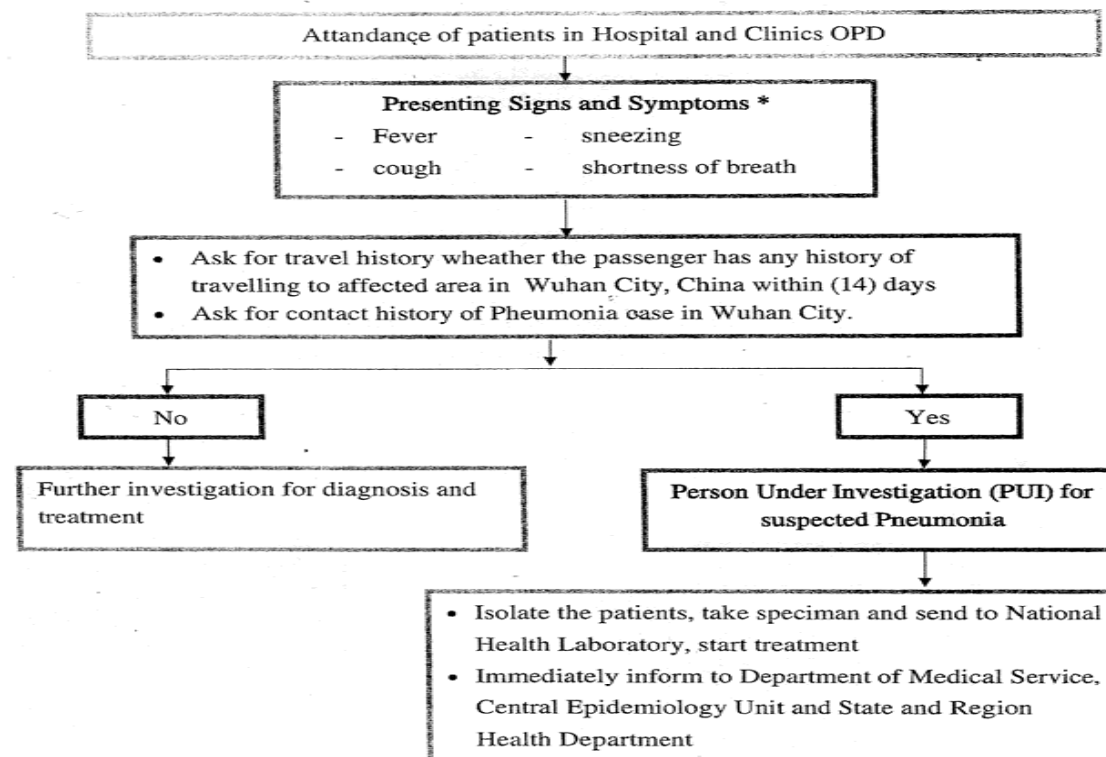 Attandance of patients in Hospital and Clinics OPD
Presenting Signs and Symptoms *
- Fever - sneezing
- cough - shortness of breath
• Ask for travel history wheather the passenger has any history of
travelling to affected area in Wuhan City, China within (14) days
• Ask for contact history of Pheumonia case in Wuhan City.
No
Yes
Further investigation for diagnosis and
treatment
Person Under Investigation (PUI) for
suspected Pneumonia
• Isolate the patients, take speciman and send to National
Health Laboratory, start treatment
• Immediately inform to Department of Medical Service,
Central Epidemiology Unit and State and Region
Health Department